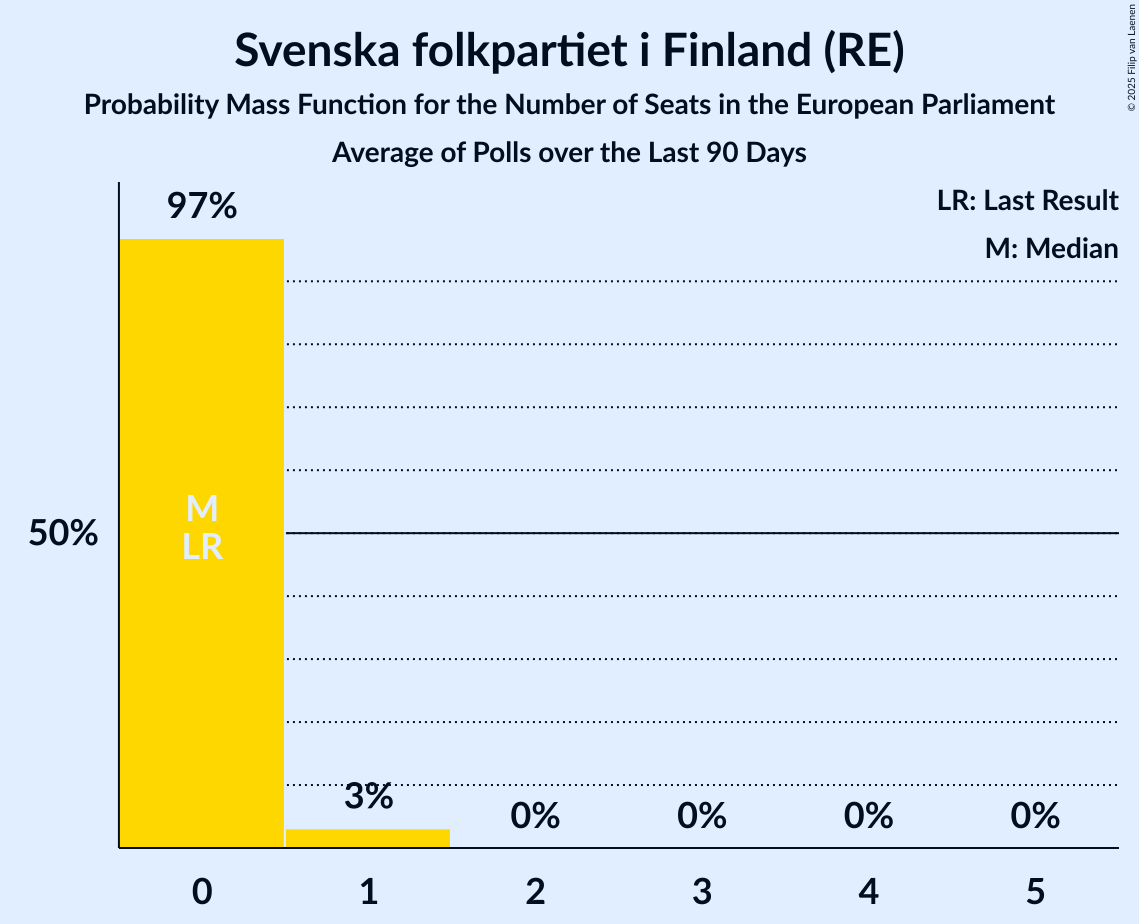 Svenska folkpartiet i Finland (RE)
Probability Mass Function for the Number of Seats in the European Parliament
Average of Polls over the Last 90 Days
© 2025 Filip van Laenen
LR: Last Result
M: Median
97%
M
LR
50%
3%
0%
0%
0%
0%
0
1
2
3
4
5